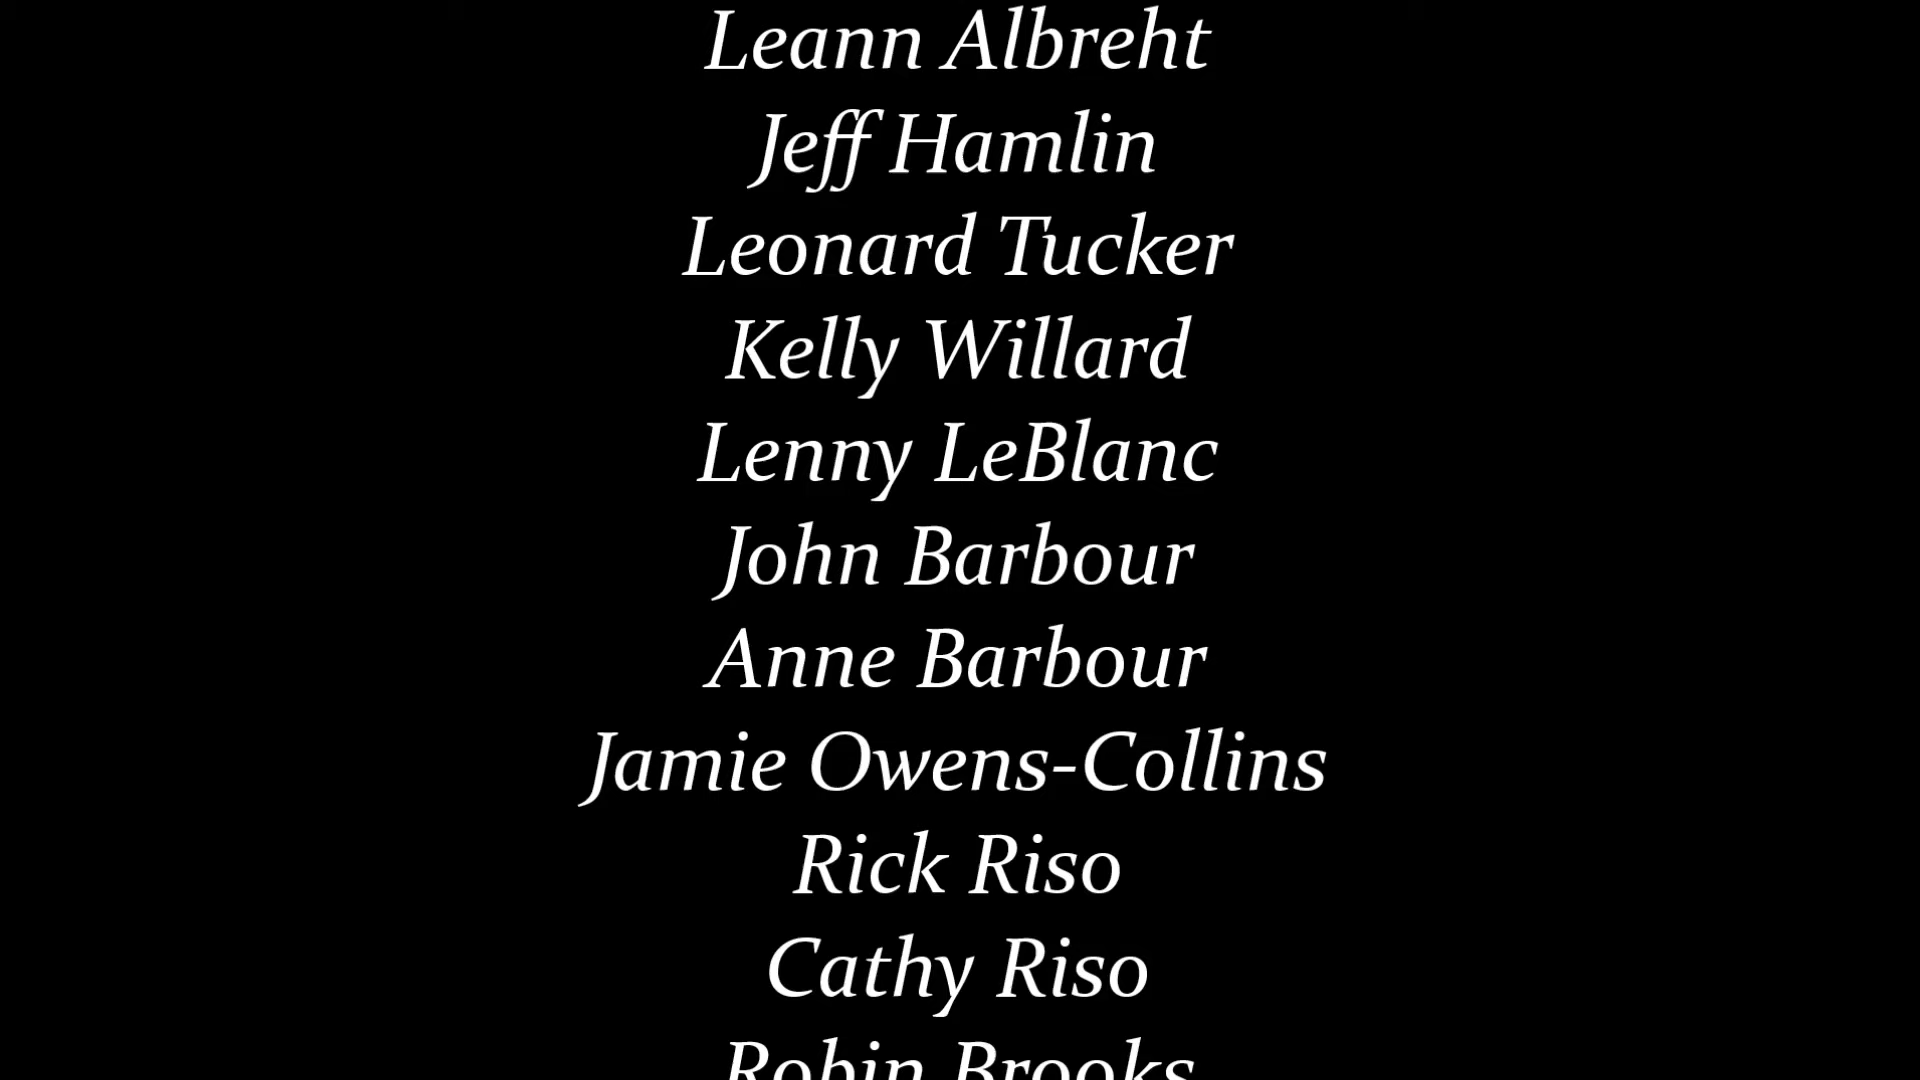 Leann Albreht
Jeff Hamlin
Leonard Tucker
Kelly Willard
Lenny LeBlanc
John Barbour
Anne Barbour
Jamie Owens-Collins
Rick Riso
Cathy Riso
Robin Brooks